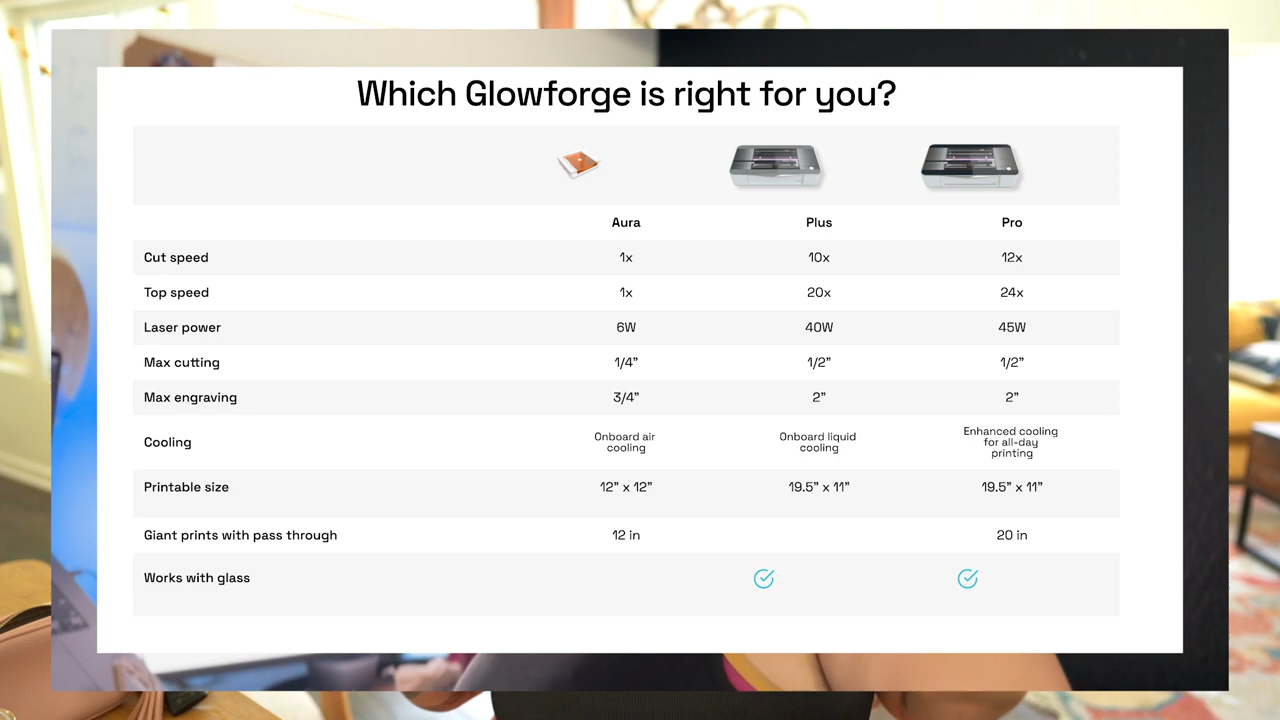 Which Glowforge is right for you?
Aura Plus Pro
Cut speed 1x 10x 12x
Top speed 1x 20x 24x
Laser power 6W 40W 45W
Max cutting 1/4” 1/2” 1/2”
Max engraving 3/4” 2” 2”
Cooling Onboard air cooling Onboard liquid cooling Enhanced cooling for all-day printing
Printable size 12” x 12” 19.5” x 11” 19.5” x 11”
Giant prints with pass through 12 in 20 in
Works with glass